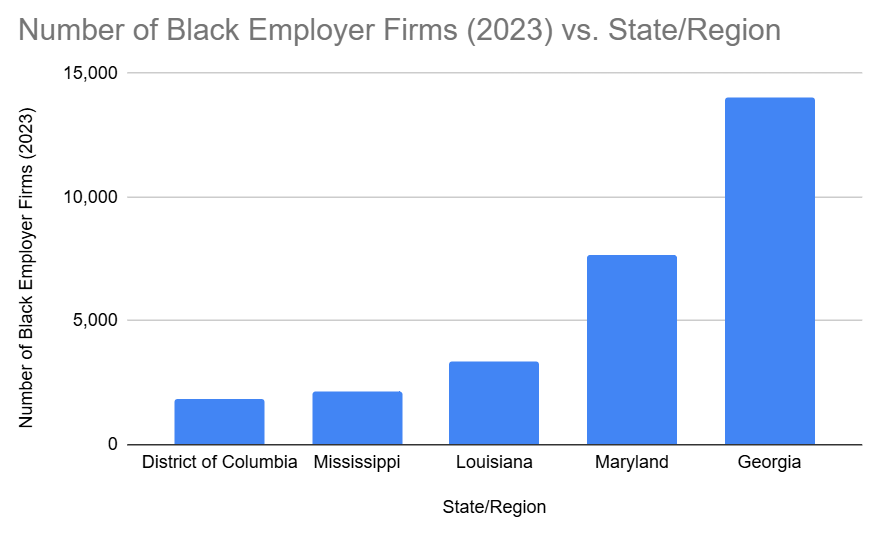 Number of Black Employer Firms (2023) vs. State/Region
Number of Black Employer Firms (2023)
15,000
10,000
5,000
0
District of Columbia Mississippi Louisiana Maryland Georgia
State/Region